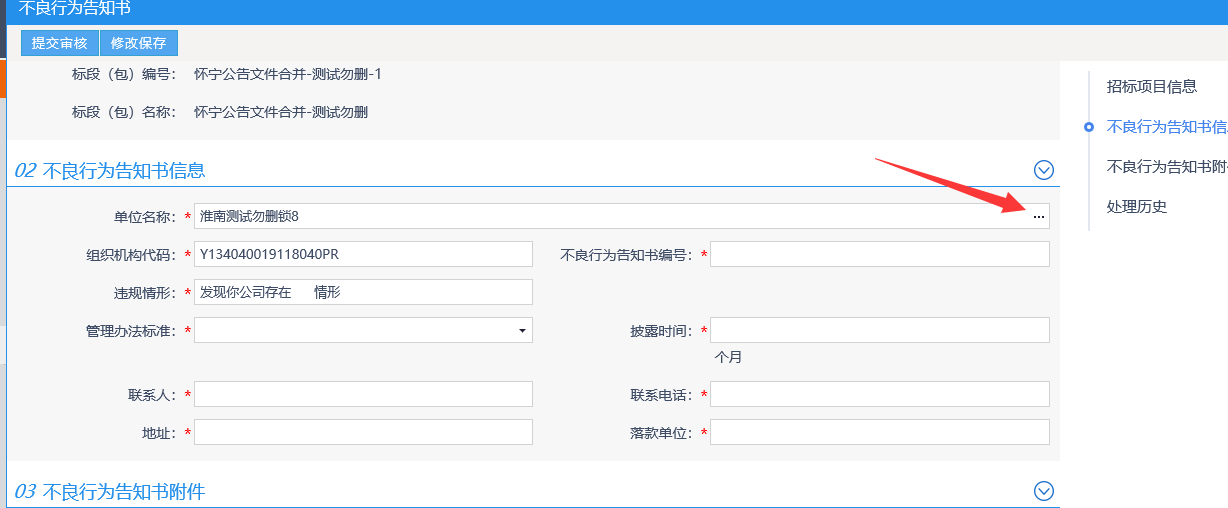 不良行为告知书
提交审核 修改保存
标段（包）编号： 怀宁公告文件合并-测试勿删-1
标段（包）名称： 怀宁公告文件合并-测试勿删
招标项目信息
不良行为告知书信
不良行为告知书附
处理历史
02 不良行为告知书信息
单位名称：* 淮南测试勿删锁8 ...
组织机构代码：* Y134040019118040PR 不良行为告知书编号：*
违规情形：* 发现你公司存在 情形
管理办法标准：* 披露时间：*
个月
联系人：* 联系电话：*
地址：* 落款单位：*
03 不良行为告知书附件